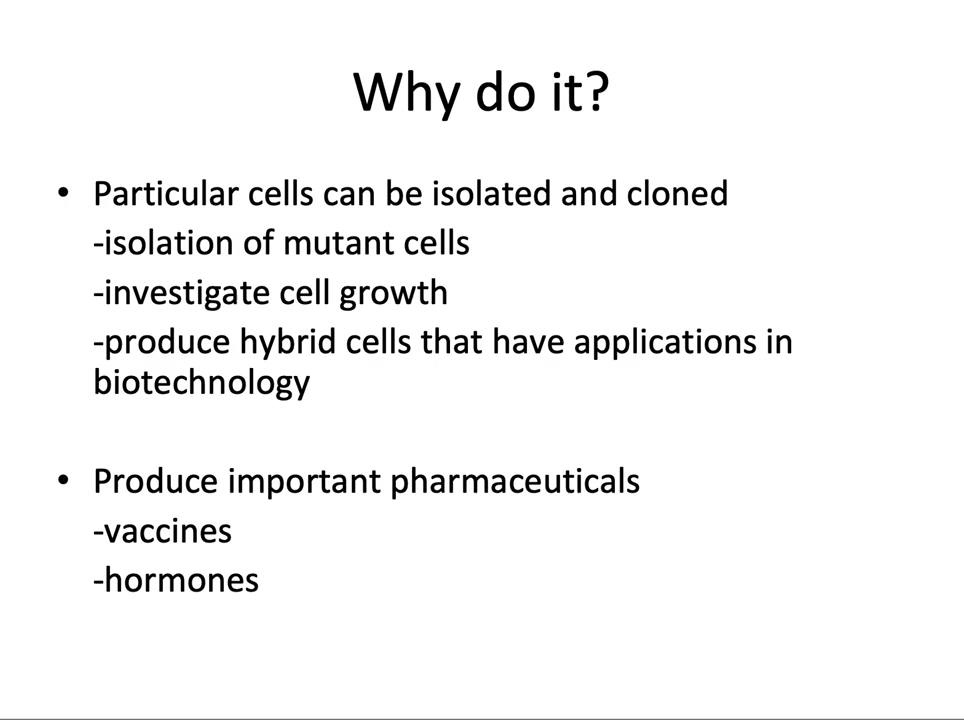 Why do it?
• Particular cells can be isolated and cloned
-isolation of mutant cells
-investigate cell growth
-produce hybrid cells that have applications in
biotechnology
• Produce important pharmaceuticals
-vaccines
-hormones